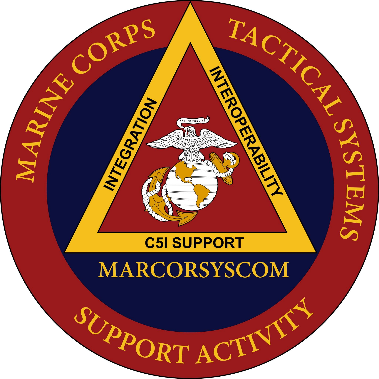 MARINE CORPS
TACTICAL SYSTEMS
SUPPORT ACTIVITY
INTEGRATION
INTEROPERABILITY
C5I SUPPORT
MARCORSYSCOM